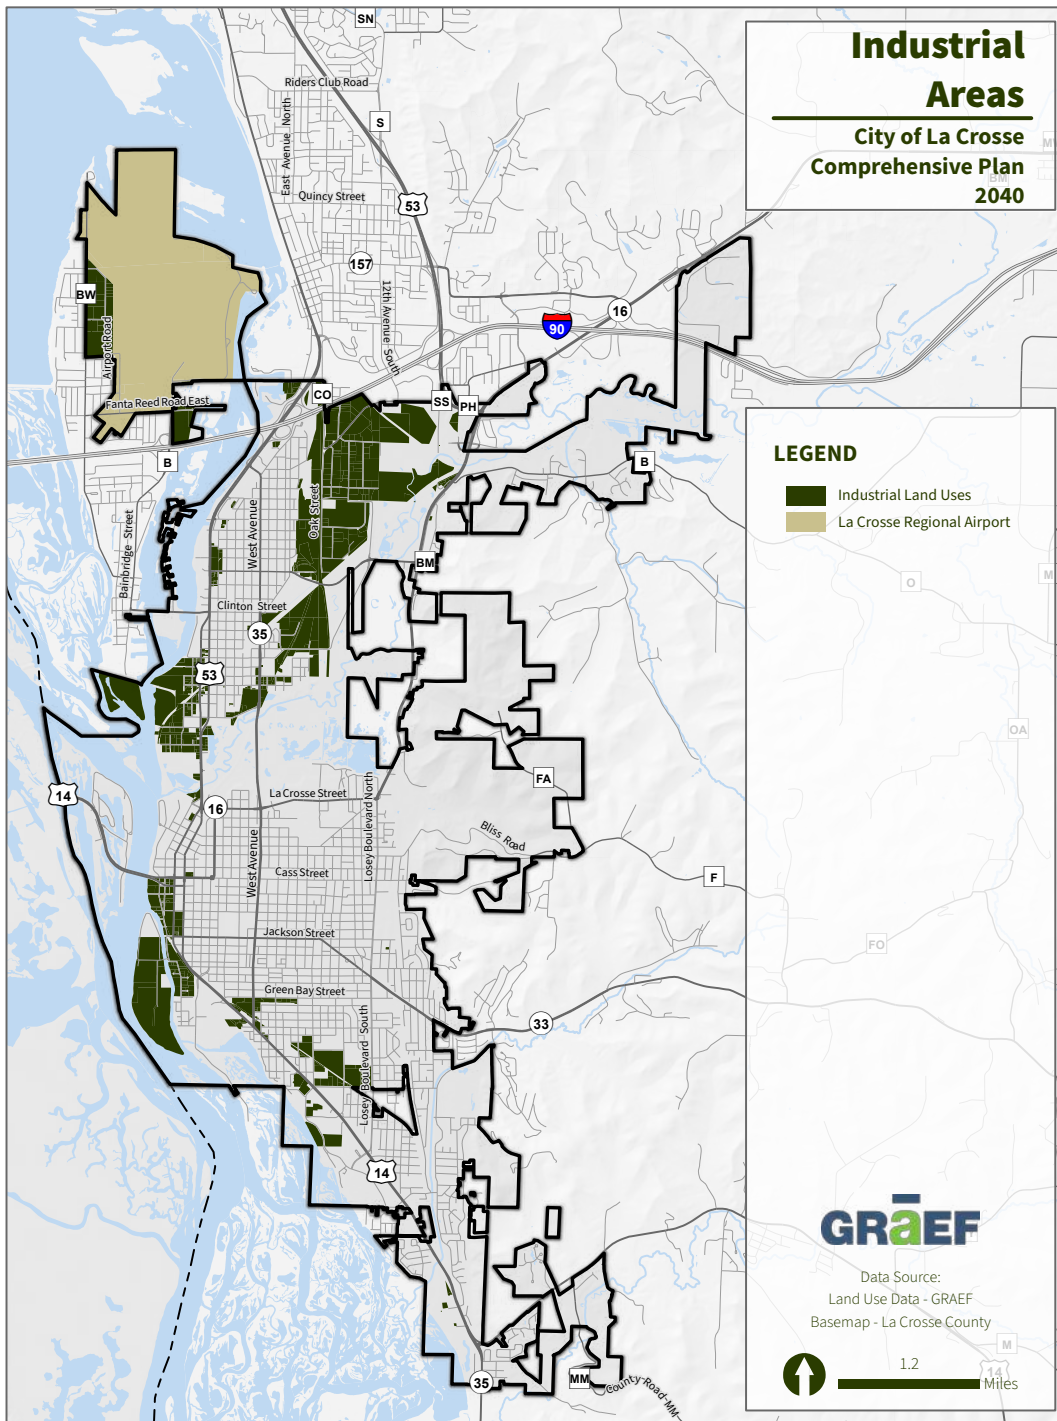 Industrial
Areas
City of La Crosse
Comprehensive Plan
2040
SN
Riders Club Road
S
East Avenue North
Quincy Street
53
157
12th Avenue South
BW
Airport Road
16
90
MW
BM
CO
SS
PH
Fanta Reed Road East
B
B
LEGEND
Industrial Land Uses
La Crosse Regional Airport
West Avenue
Oak Street
Bainbridge Street
BM
O
M
Clinton Street
35
53
OA
14
La Crosse Street
16
Losey Boulevard North
FA
Bliss Road
West Avenue
Cass Street
F
Jackson Street
FO
Green Bay Street
33
Losey Boulevard South
14
GRAEF
Data Source:
Land Use Data - GRAEF
Basemap - La Crosse County
M
14
1.2
Miles
35
MM
County Road MM